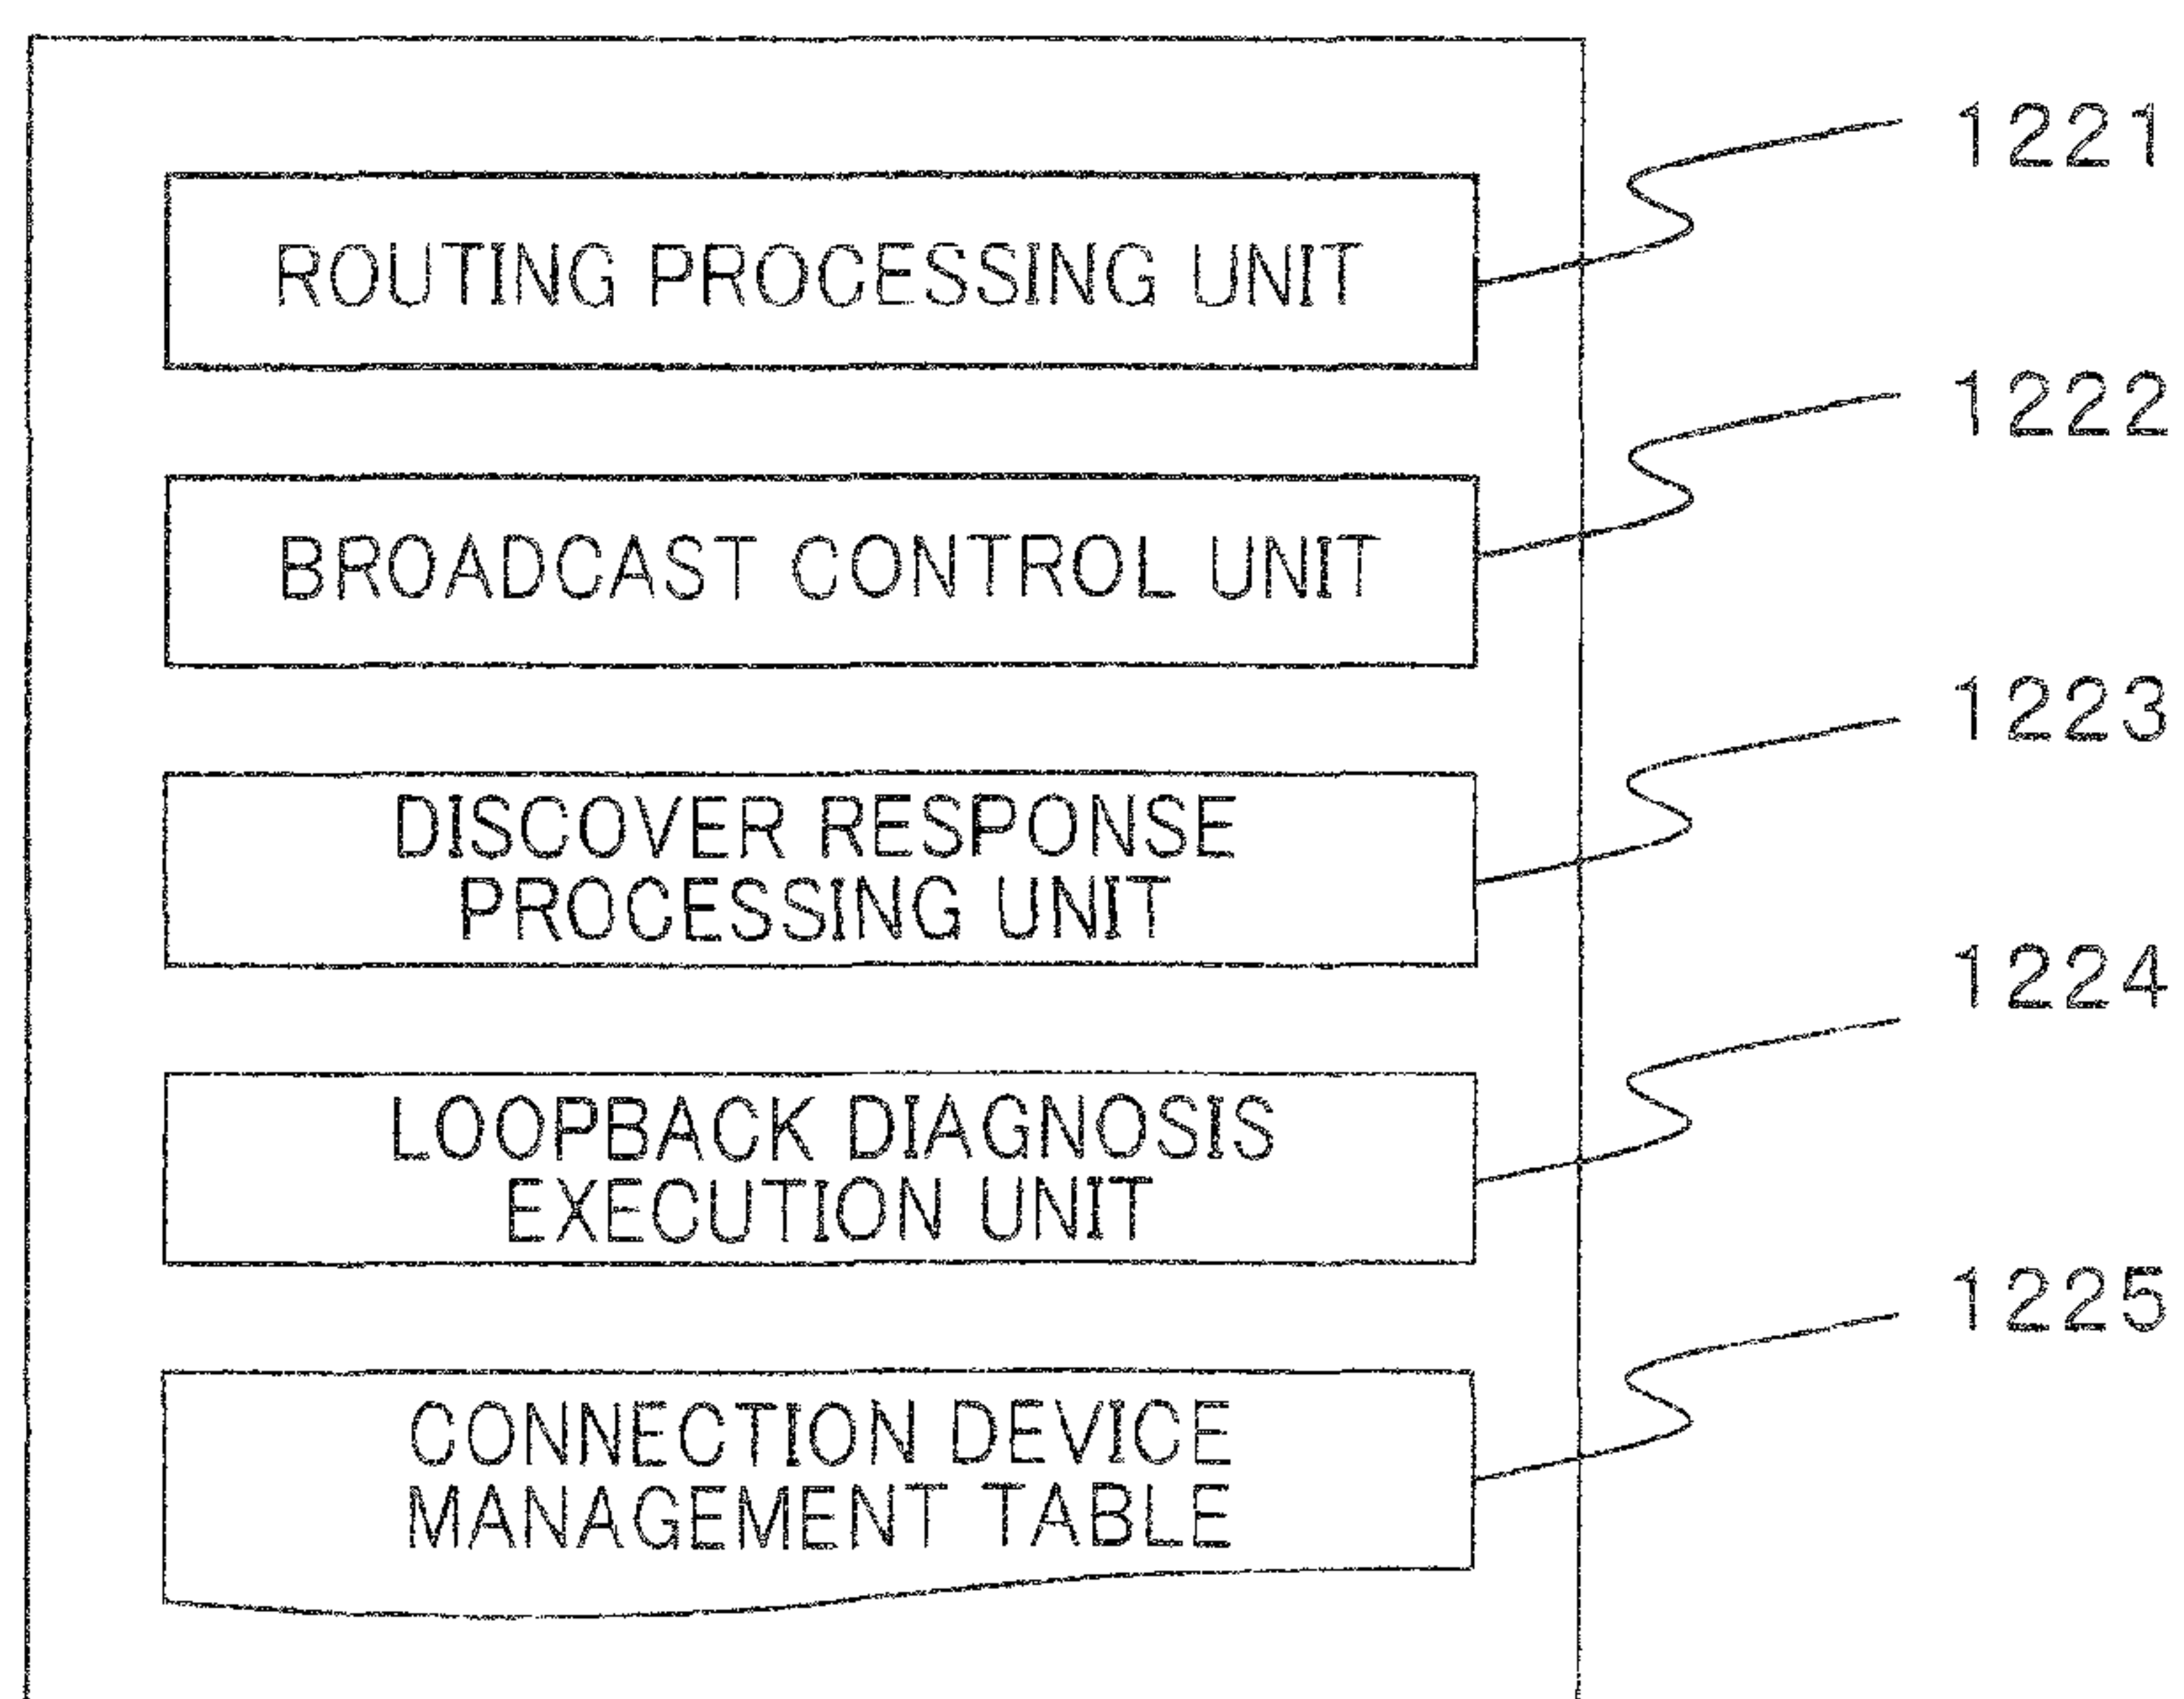 1221
ROUTING PROCESSING UNIT
1222
BROADCAST CONTROL UNIT
1223
DISCOVER RESPONSE
PROCESSING UNIT
1224
LOOPBACK DIAGNOSIS
EXECUTION UNIT
1225
CONNECTION DEVICE
MANAGEMENT TABLE